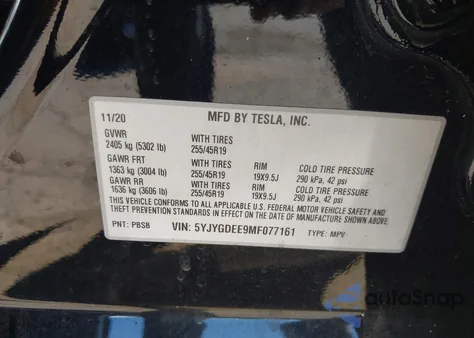 11/20 MFD BY TESLA, INC.
GVWR WITH TIRES
2405 kg (5302 lb) 255/45R19
GAWR FRT WITH TIRES RIM COLD TIRE PRESSURE
1363 kg (3004 lb) 255/45R19 19X9.5J 290 kPa, 42 psi
GAWR RR WITH TIRES RIM COLD TIRE PRESSURE
1636 kg (3606 lb) 255/45R19 19X9.5J 290 kPa, 42 psi
THIS VEHICLE CONFORMS TO ALL APPLICABLE U.S. FEDERAL MOTOR VEHICLE SAFETY AND
THEFT PREVENTION STANDARDS IN EFFECT ON THE DATE OF MANUFACTURE SHOWN ABOVE.
PNT: PBSB VIN: 5YJYGDEE9MF077161 TYPE: MPV
autoSnap